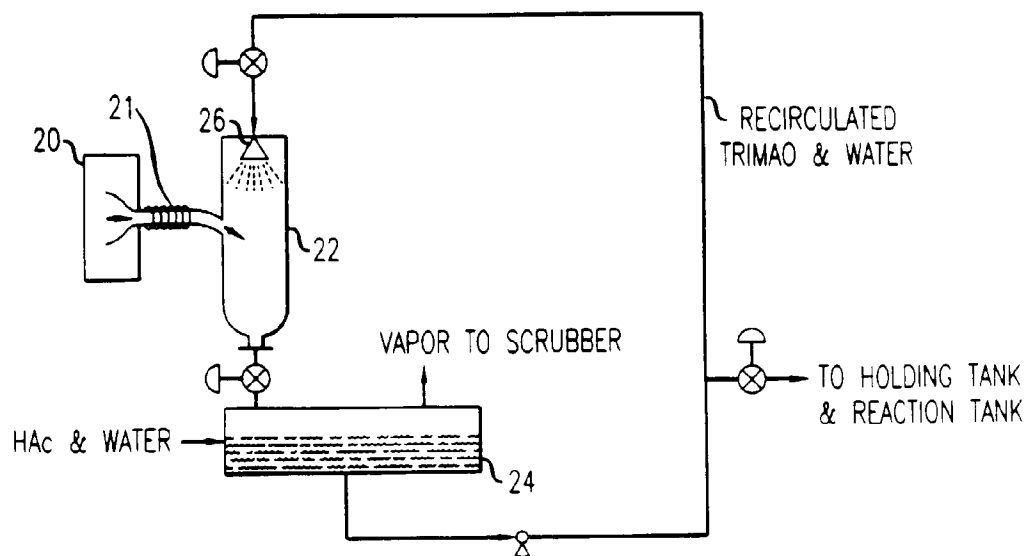 26
21
20
RECIRCULATED
TRIMAO & WATER
22
VAPOR TO SCRUBBER
TO HOLDING TANK
& REACTION TANK
HAc & WATER
24